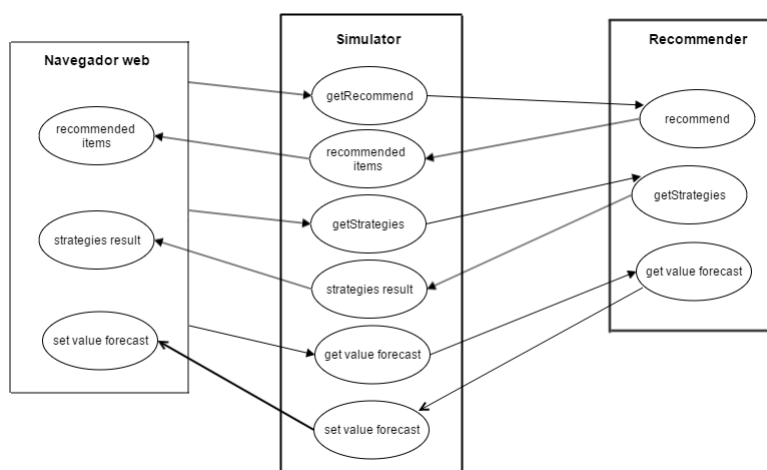 Navegador web
recommended
items
strategies result
set value forecast
Simulator
getRecommend
recommended
items
getStrategies
strategies result
get value forecast
set value forecast
Recommender
recommend
getStrategies
get value forecast